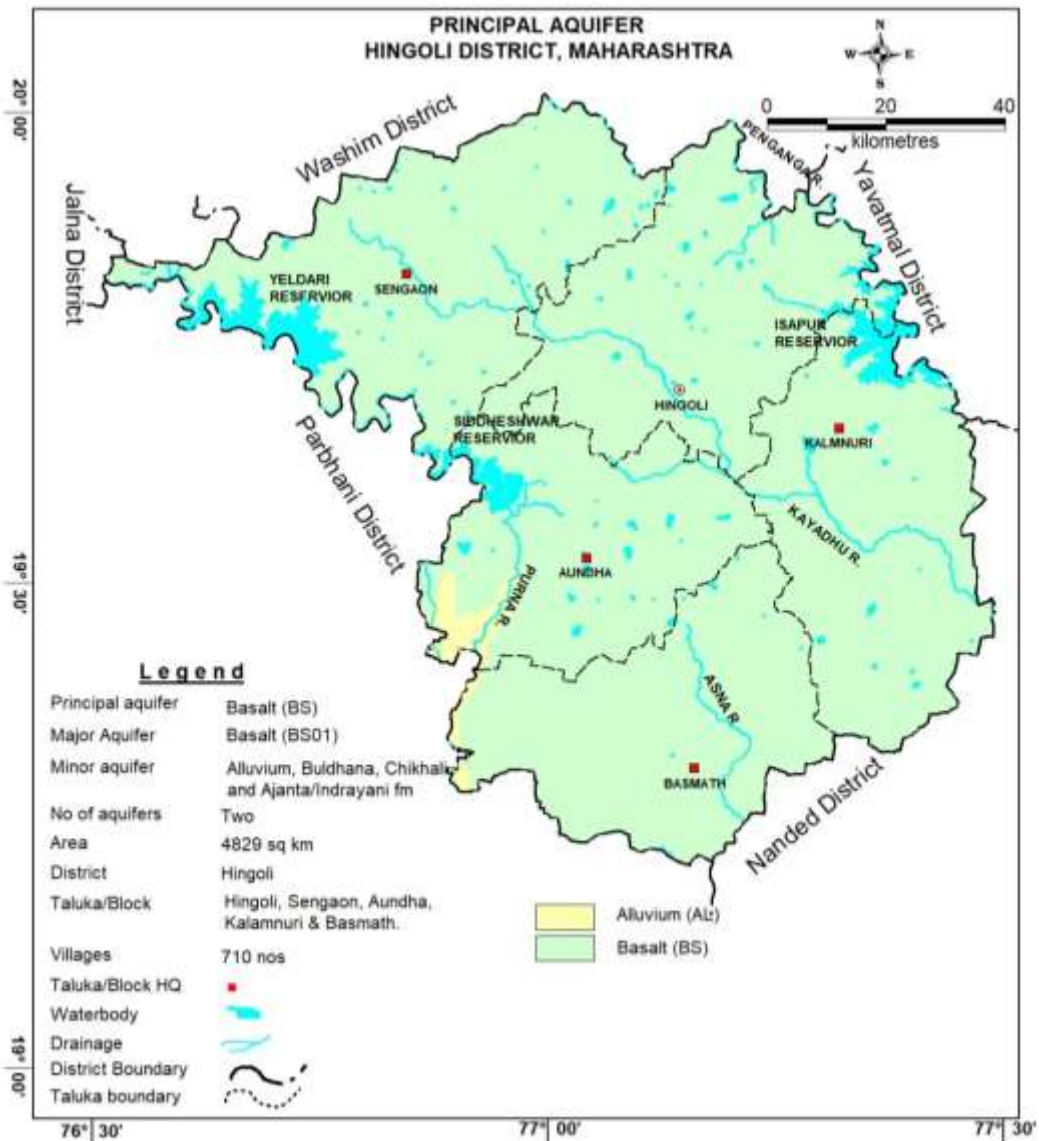 PRINCIPAL AQUIFER
HINGOLI DISTRICT, MAHARASHTRA
N
W E
S
0 20 40
kilometres
20° 00'
19° 30'
19° 00'
76° 30' 77° 00' 77° 30'
Washim District
Jalna District
Parbhani District
Yavatmal District
Nanded District
PENGANGA R.
YELDARI
RESERVIOR
SENGAON
ISAPUR
RESERVIOR
HINGOLI
SIDDHESHWAR
RESERVIOR
KALMNURI
KAYADHU R.
AUNDHA
PURNA R.
ASNA R.
BASMATH
Legend
Principal aquifer Basalt (BS)
Major Aquifer Basalt (BS01)
Minor aquifer Alluvium, Buldhana, Chikhali
and Ajanta/Indrayani fm
No of aquifers Two
Area 4829 sq km
District Hingoli
Taluka/Block Hingoli, Sengaon, Aundha,
Kalamnuri & Basmath.
Villages 710 nos
Taluka/Block HQ
Waterbody
Drainage
District Boundary
Taluka boundary
Alluvium (AL)
Basalt (BS)